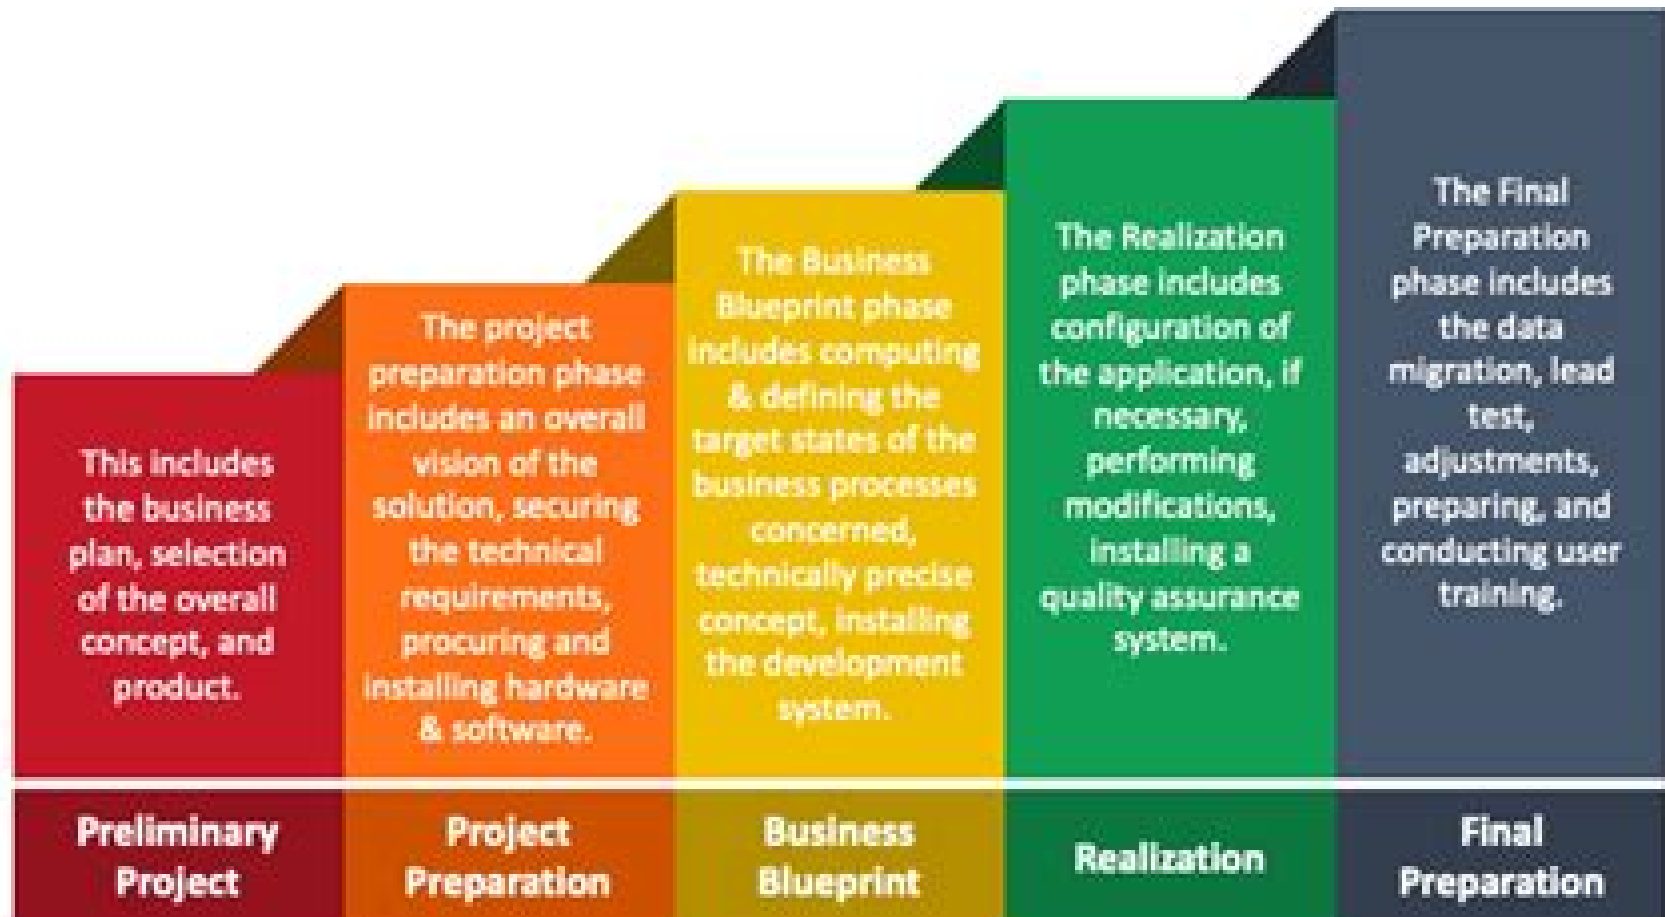 This includes
the business
plan, selection
of the overall
concept, and
product.
Preliminary
Project
The project
preparation phase
includes an overall
vision of the
solution, securing
the technical
requirements,
procuring and
installing hardware
& software.
Project
Preparation
The Business
Blueprint phase
includes computing
& defining the
target states of the
business processes
concerned,
technically precise
concept, installing
the development
system.
Business
Blueprint
The Realization
phase includes
configuration of
the application, if
necessary,
performing
modifications,
installing a
quality assurance
system.
Realization
The Final
Preparation
phase includes
the data
migration, lead
test,
adjustments,
preparing, and
conducting user
training.
Final
Preparation